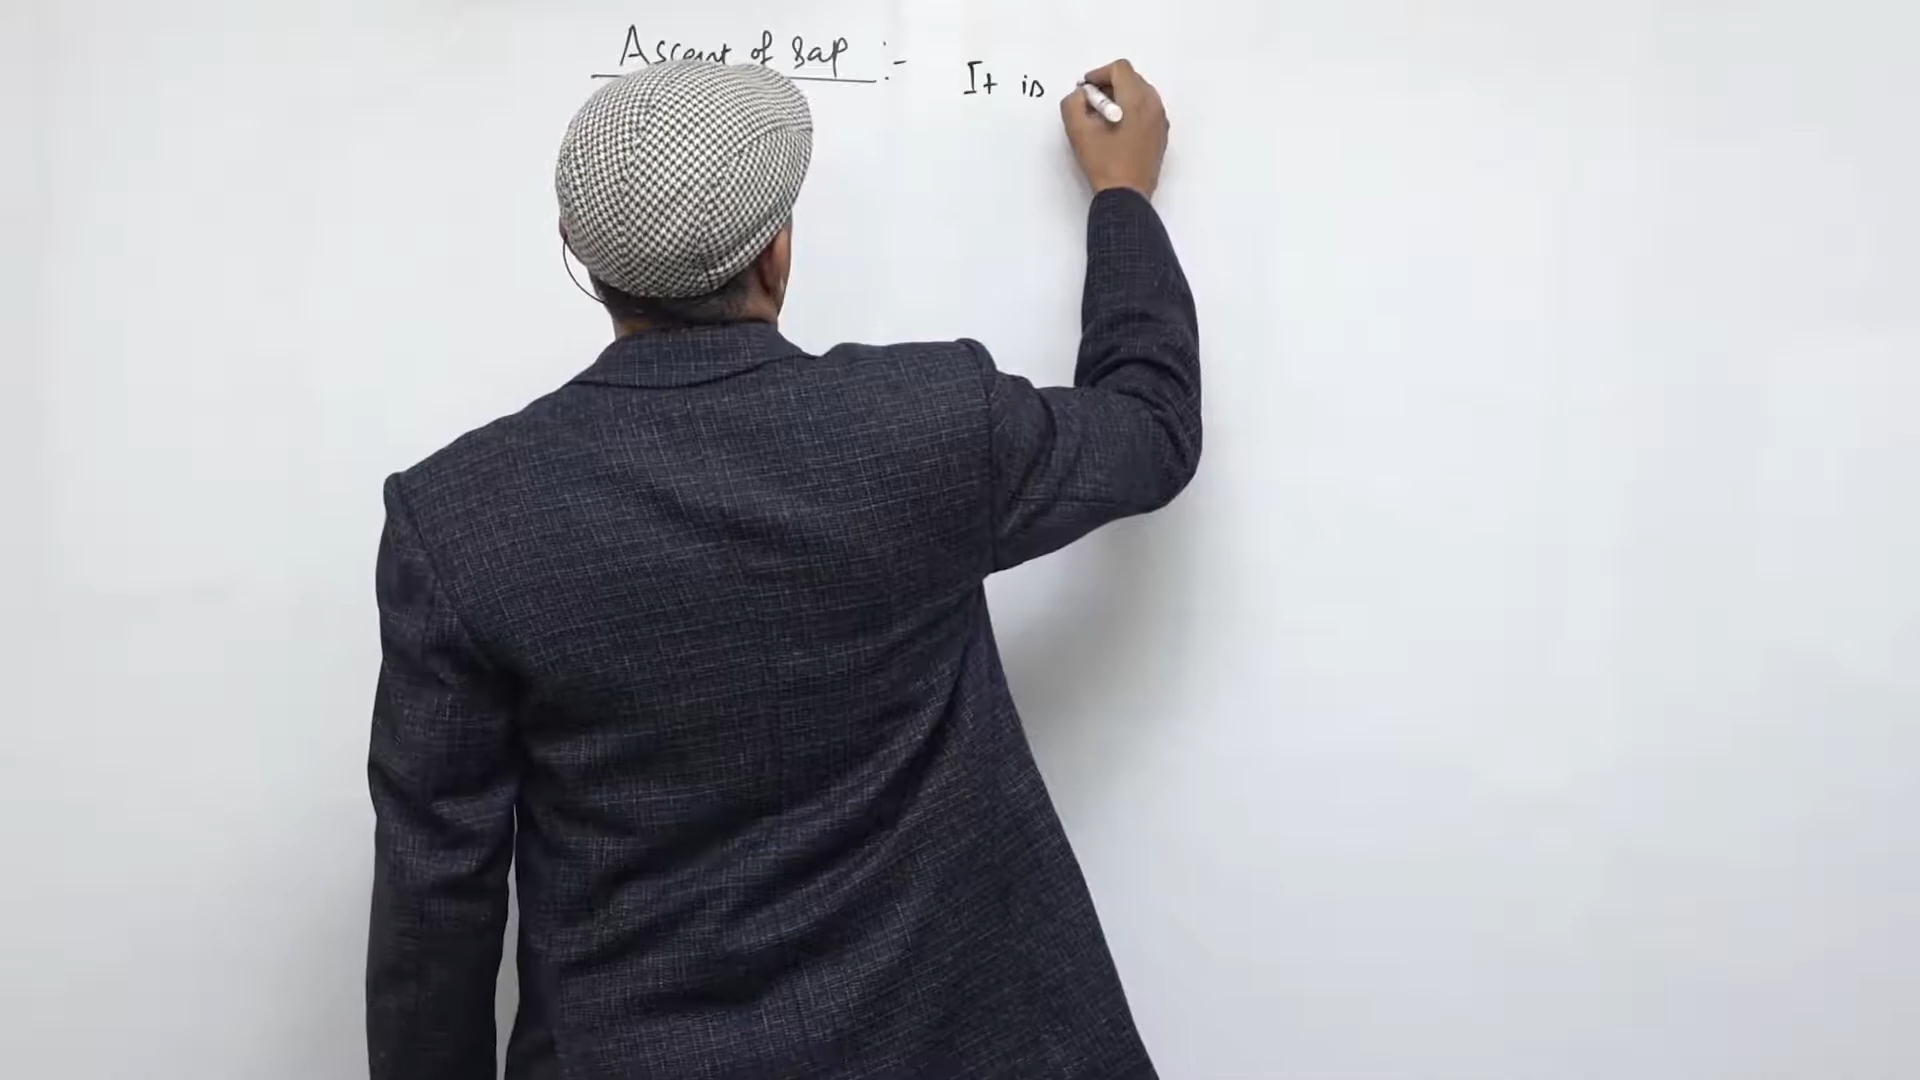 Ascent of sap :- It is